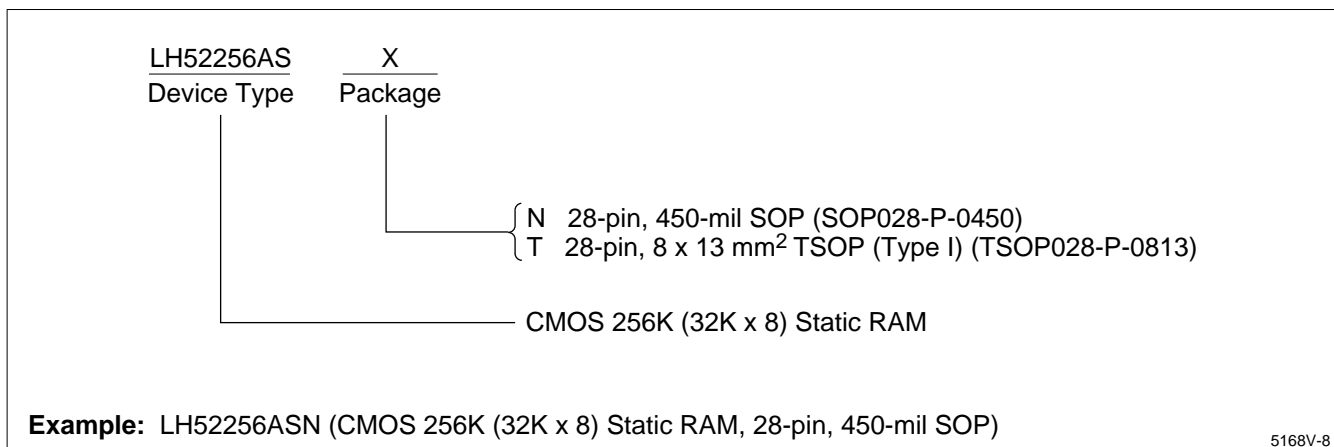 LH52256AS X
Device Type Package
N 28-pin, 450-mil SOP (SOP028-P-0450)
T 28-pin, 8 x 13 mm2 TSOP (Type I) (TSOP028-P-0813)
CMOS 256K (32K x 8) Static RAM
Example: LH52256ASN (CMOS 256K (32K x 8) Static RAM, 28-pin, 450-mil SOP)
5168V-8